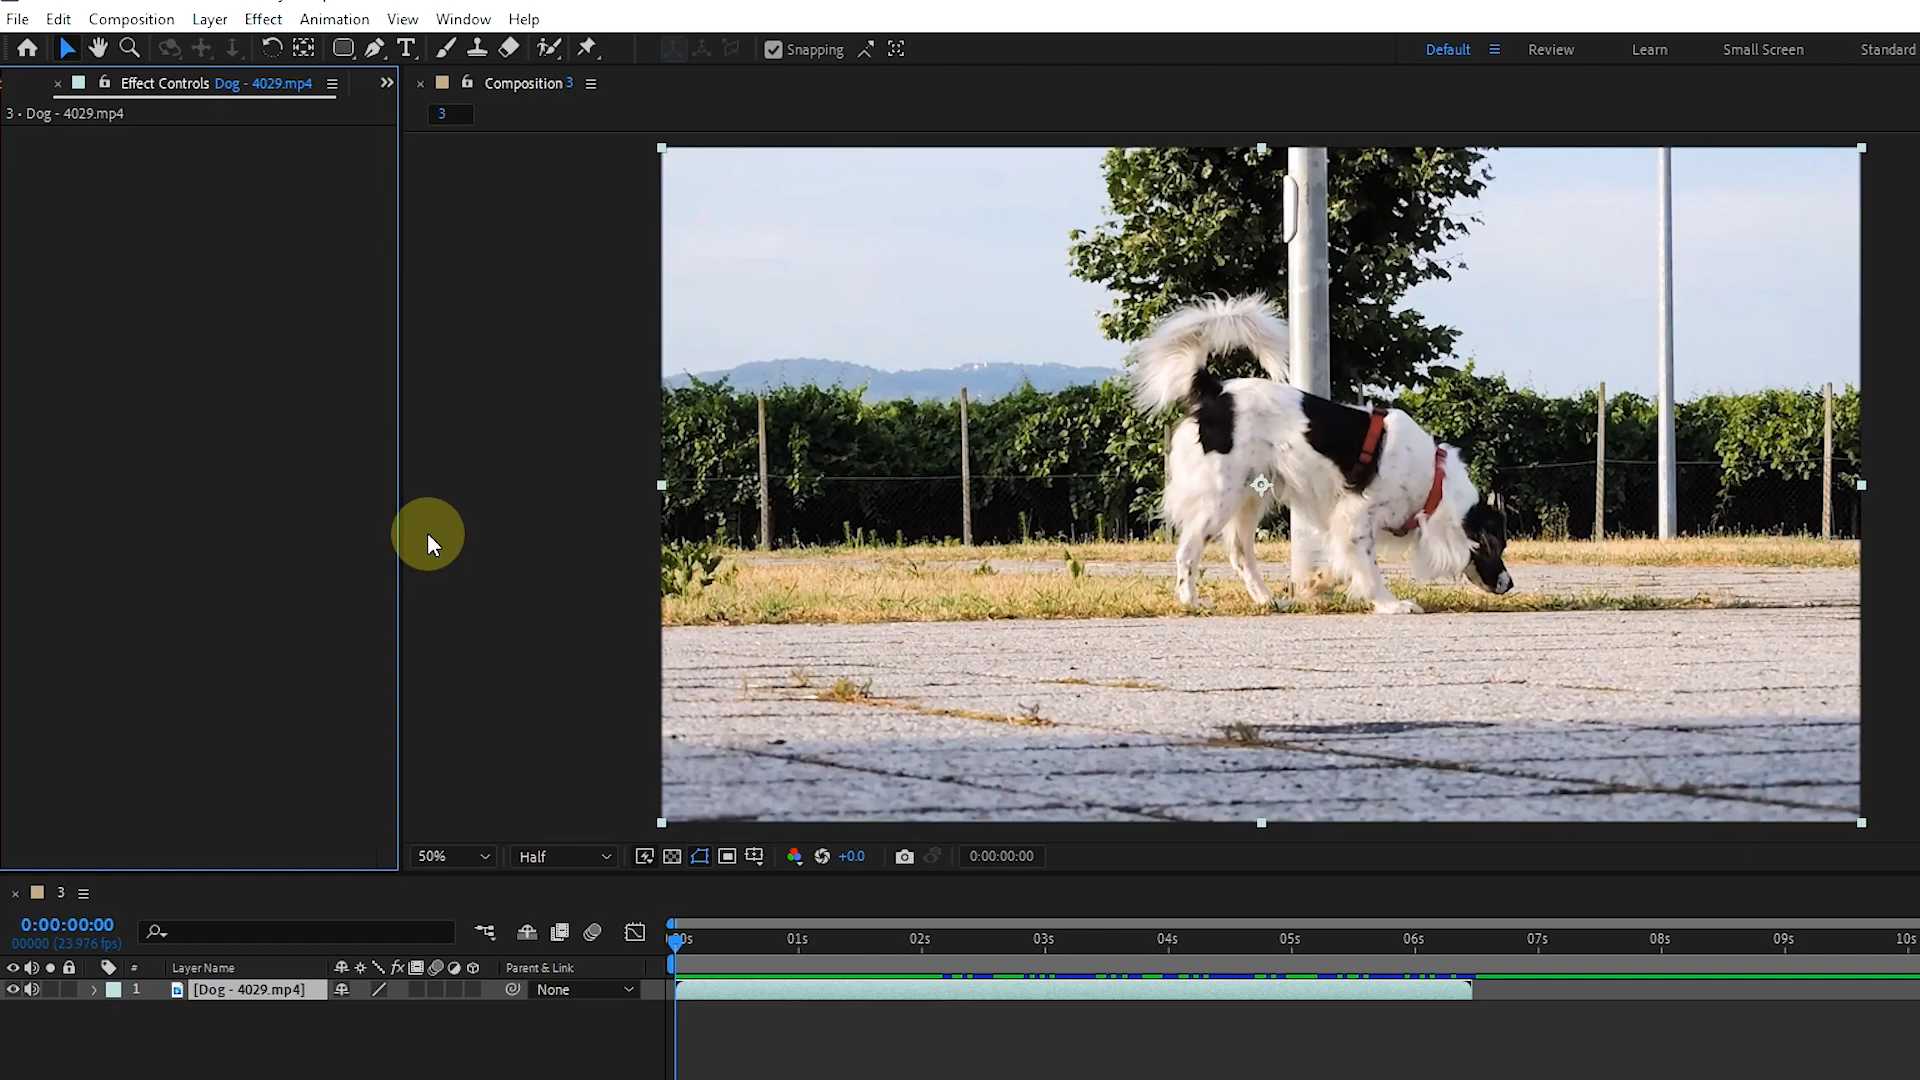 File Edit Composition Layer Effect Animation View Window Help
Snapping Default Review Learn Small Screen Standard
Effect Controls Dog - 4029.mp4 Composition 3
3 • Dog - 4029.mp4 3
50% Half +0.0 0:00:00:00
3
0:00:00:00
00000 (23.976 fps) 01s 02s 03s 04s 05s 06s 07s 08s 09s 10s
# Layer Name fx Parent & Link
1 [Dog - 4029.mp4] None